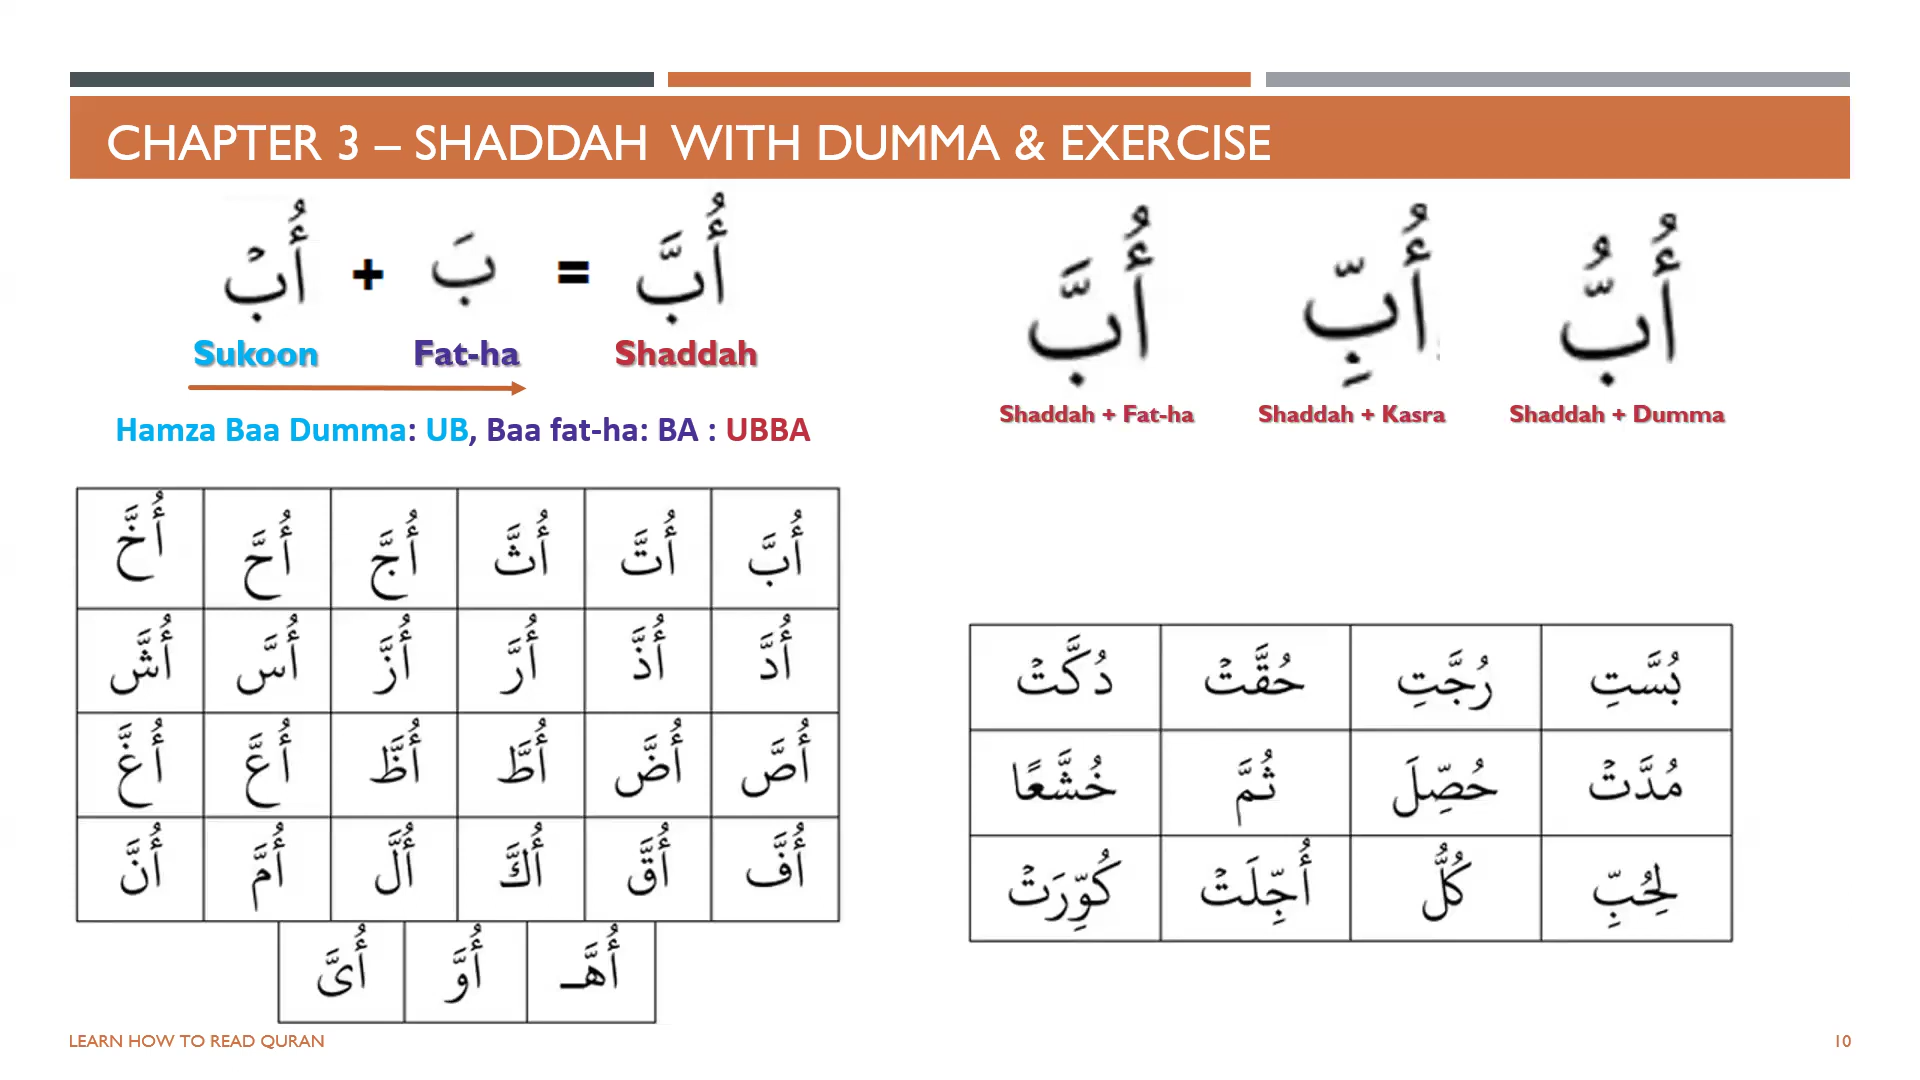 CHAPTER 3 – SHADDAH WITH DUMMA & EXERCISE
أُبْ + بَ = أُبَّ
Sukoon Fat-ha Shaddah
Hamza Baa Dumma: UB, Baa fat-ha: BA : UBBA
أُبَّ أُبِّ أُبُّ
Shaddah + Fat-ha Shaddah + Kasra Shaddah + Dumma
أُبَّ أُتَّ أُثَّ أُجَّ أُحَّ أُخَّ
أُدَّ أُذَّ أُرَّ أُزَّ أُسَّ أُشَّ
أُصَّ أُضَّ أُطَّ أُظَّ أُعَّ أُغَّ
أُفَّ أُقَّ أُكَّ أُلَّ أُمَّ أُنَّ
أُهَّـ أُوَّ أُىَّ
بُسَّتِ رُجَّتِ حُقَّتْ دُكَّتْ
مُدَّتْ حُصِّلَ ثُمَّ خُشَّعًا
لِحُبِّ كُلُّ أُجِّلَتْ كُوِّرَتْ
LEARN HOW TO READ QURAN
10